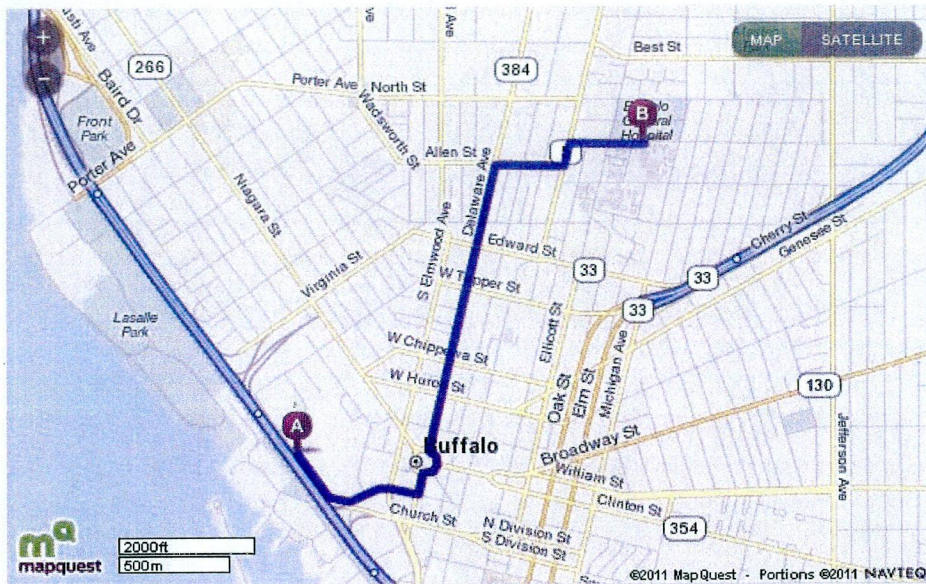 usti Ave
Baird Dr
266
Porter Ave
North St
Wadsworth St
384
Best St
MAP
SATELLITE
+
−
Front
Park
Porter Ave
Niagara St
Allen St
Delaware Ave
S Elmwood Ave
B
Hospital
Cherry St
Genesee St
Edward St
33
33
33
Virginia St
W Tupper St
Lasalle
Park
Ellicott St
W Chippewa St
W Huron St
Oak St
Elm St
Michigan Ave
130
Jefferson Ave
A
Buffalo
Broadway St
William St
Clinton St
Church St
N Division St
S Division St
354
mapquest
2000ft
500m
©2011 MapQuest - Portions ©2011 NAVTEQ